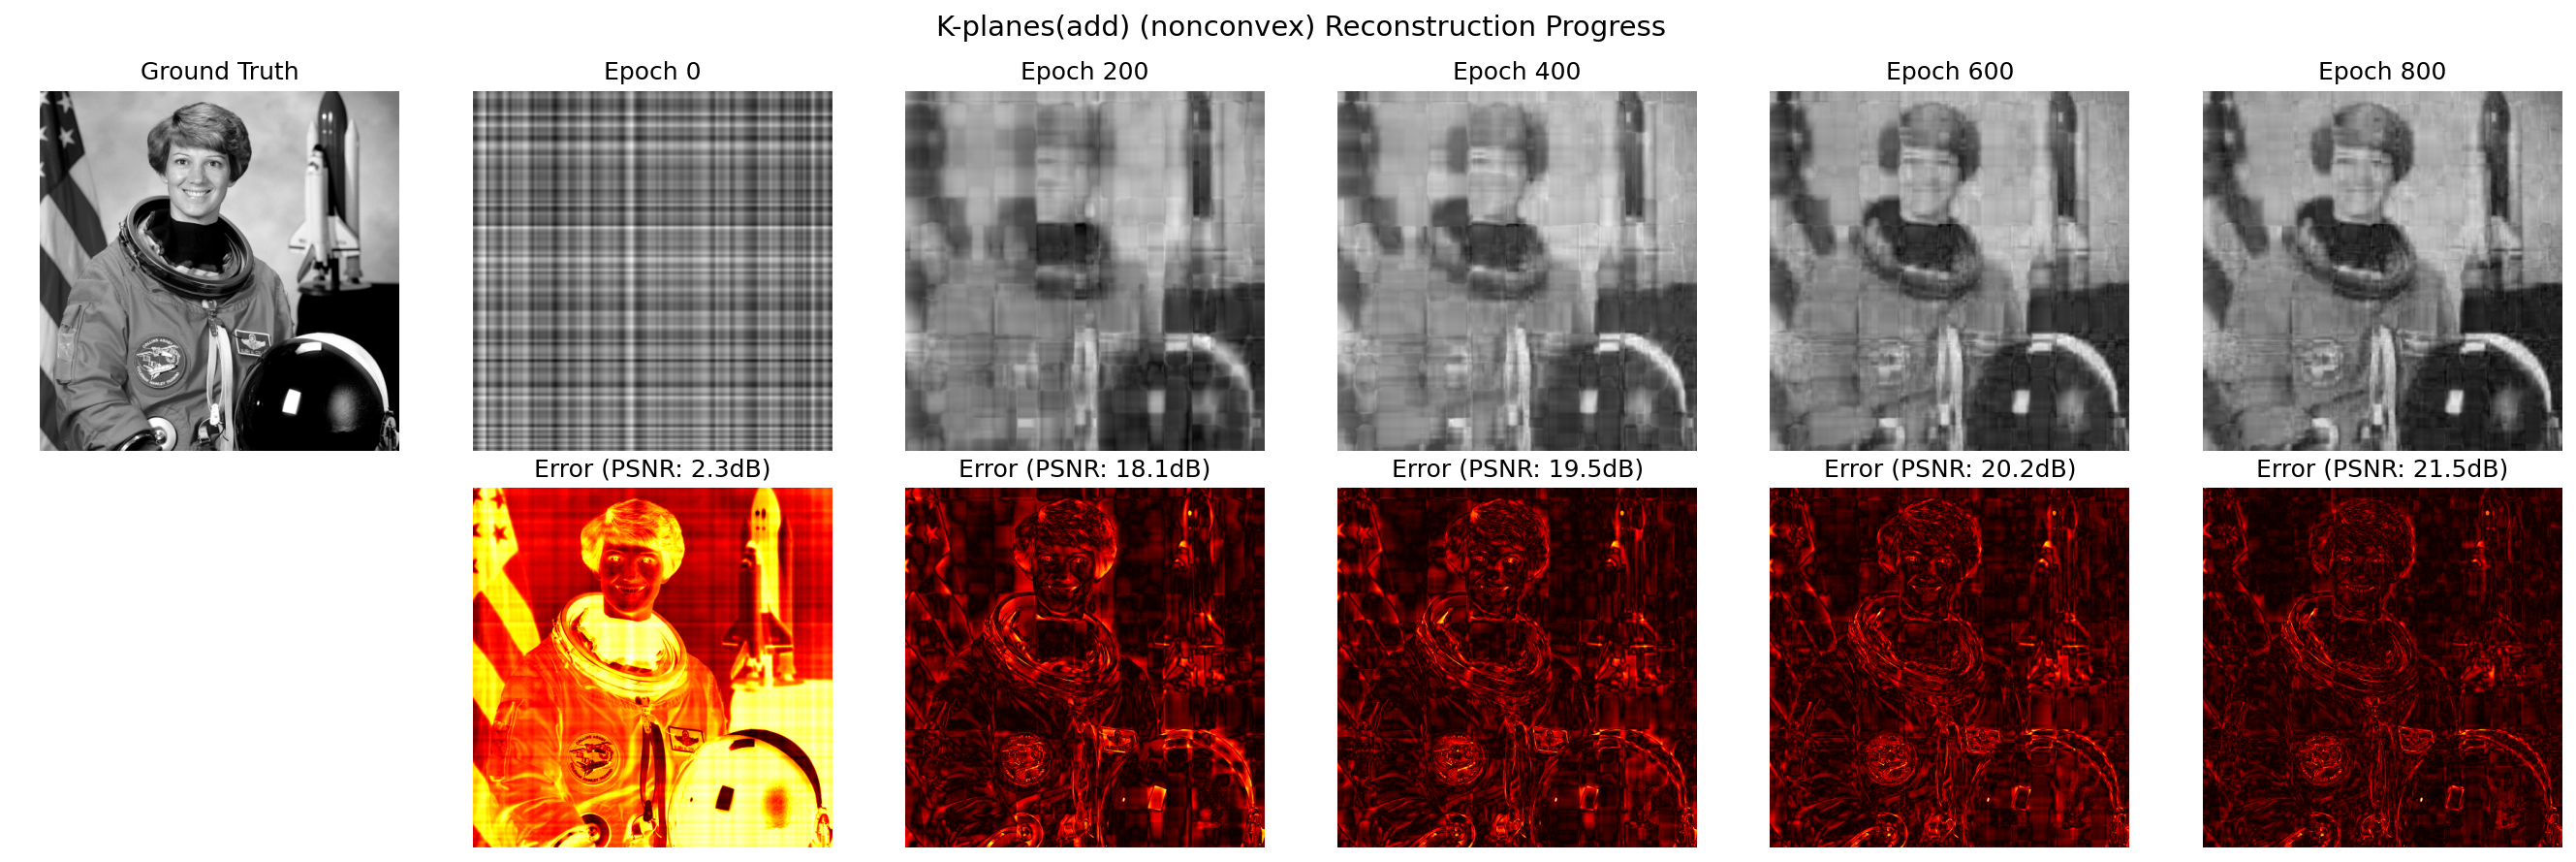 K-planes(add) (nonconvex) Reconstruction Progress
Ground Truth
Epoch 0
Epoch 200
Epoch 400
Epoch 600
Epoch 800
Error (PSNR: 2.3dB)
Error (PSNR: 18.1dB)
Error (PSNR: 19.5dB)
Error (PSNR: 20.2dB)
Error (PSNR: 21.5dB)